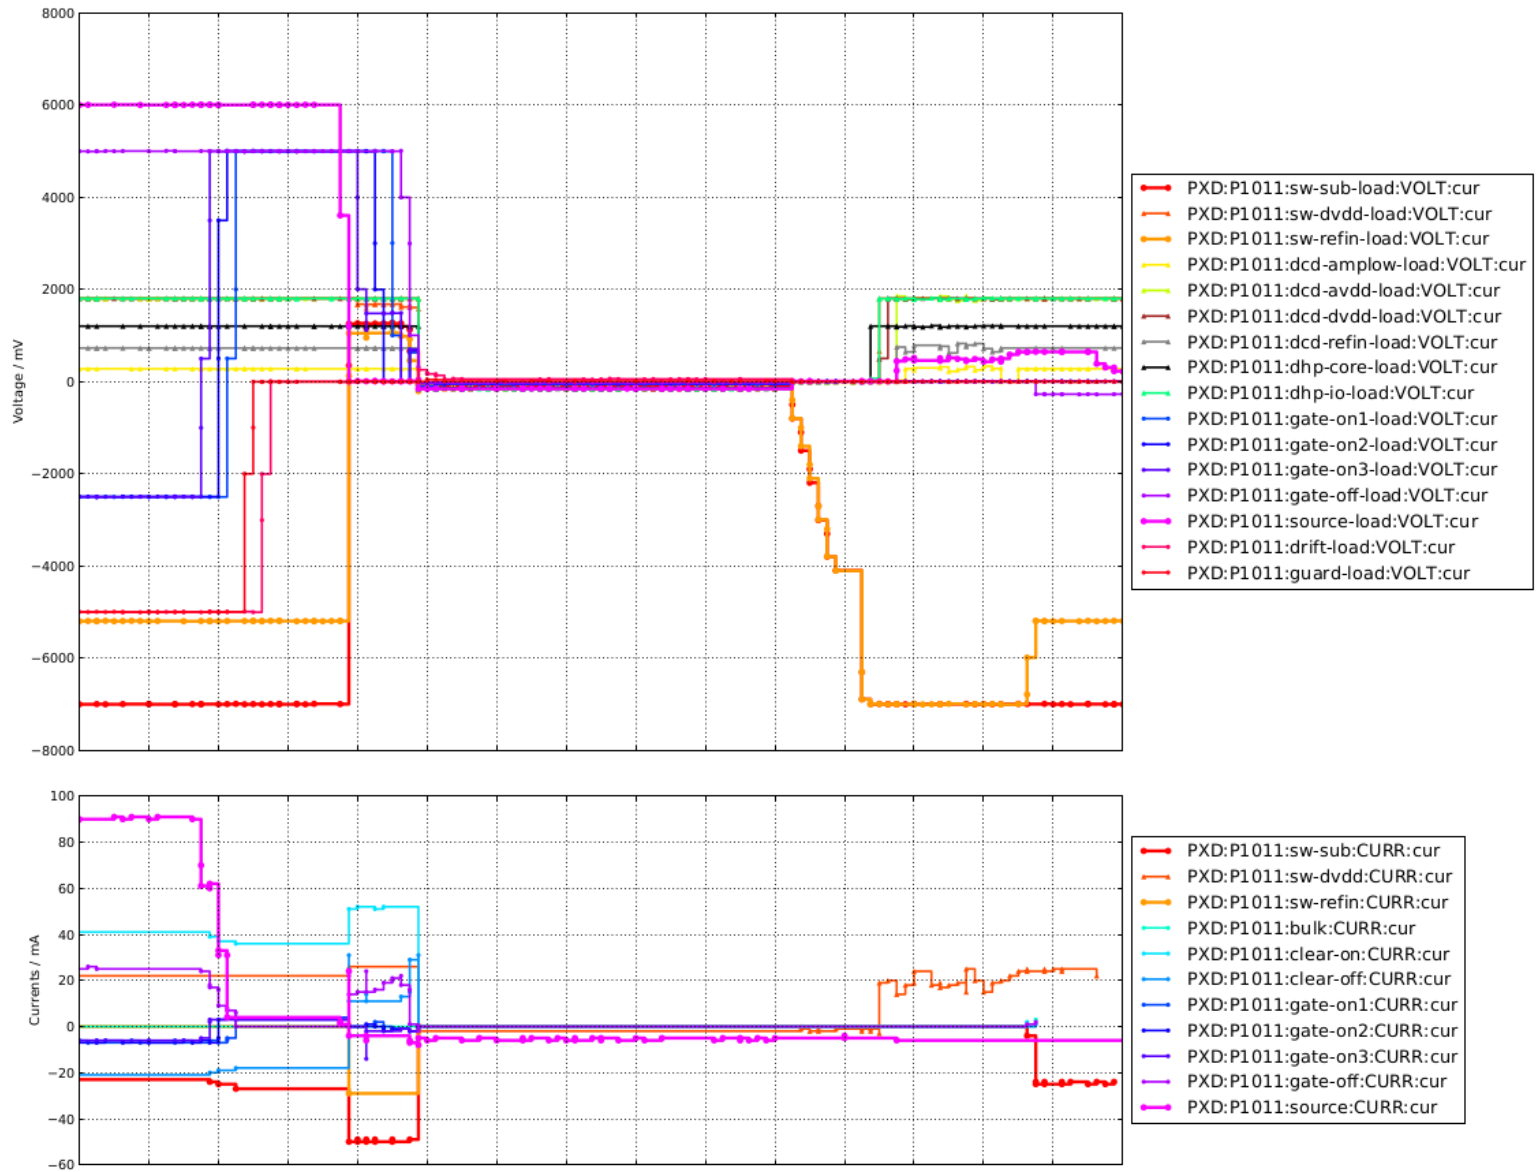 8000
6000
4000
2000
0
−2000
−4000
−6000
−8000
Voltage / mV
PXD:P1011:sw-sub-load:VOLT:cur
PXD:P1011:sw-dvdd-load:VOLT:cur
PXD:P1011:sw-refin-load:VOLT:cur
PXD:P1011:dcd-amplow-load:VOLT:cur
PXD:P1011:dcd-avdd-load:VOLT:cur
PXD:P1011:dcd-dvdd-load:VOLT:cur
PXD:P1011:dcd-refin-load:VOLT:cur
PXD:P1011:dhp-core-load:VOLT:cur
PXD:P1011:dhp-io-load:VOLT:cur
PXD:P1011:gate-on1-load:VOLT:cur
PXD:P1011:gate-on2-load:VOLT:cur
PXD:P1011:gate-on3-load:VOLT:cur
PXD:P1011:gate-off-load:VOLT:cur
PXD:P1011:source-load:VOLT:cur
PXD:P1011:drift-load:VOLT:cur
PXD:P1011:guard-load:VOLT:cur
100
80
60
40
20
0
−20
−40
−60
Currents / mA
PXD:P1011:sw-sub:CURR:cur
PXD:P1011:sw-dvdd:CURR:cur
PXD:P1011:sw-refin:CURR:cur
PXD:P1011:bulk:CURR:cur
PXD:P1011:clear-on:CURR:cur
PXD:P1011:clear-off:CURR:cur
PXD:P1011:gate-on1:CURR:cur
PXD:P1011:gate-on2:CURR:cur
PXD:P1011:gate-on3:CURR:cur
PXD:P1011:gate-off:CURR:cur
PXD:P1011:source:CURR:cur